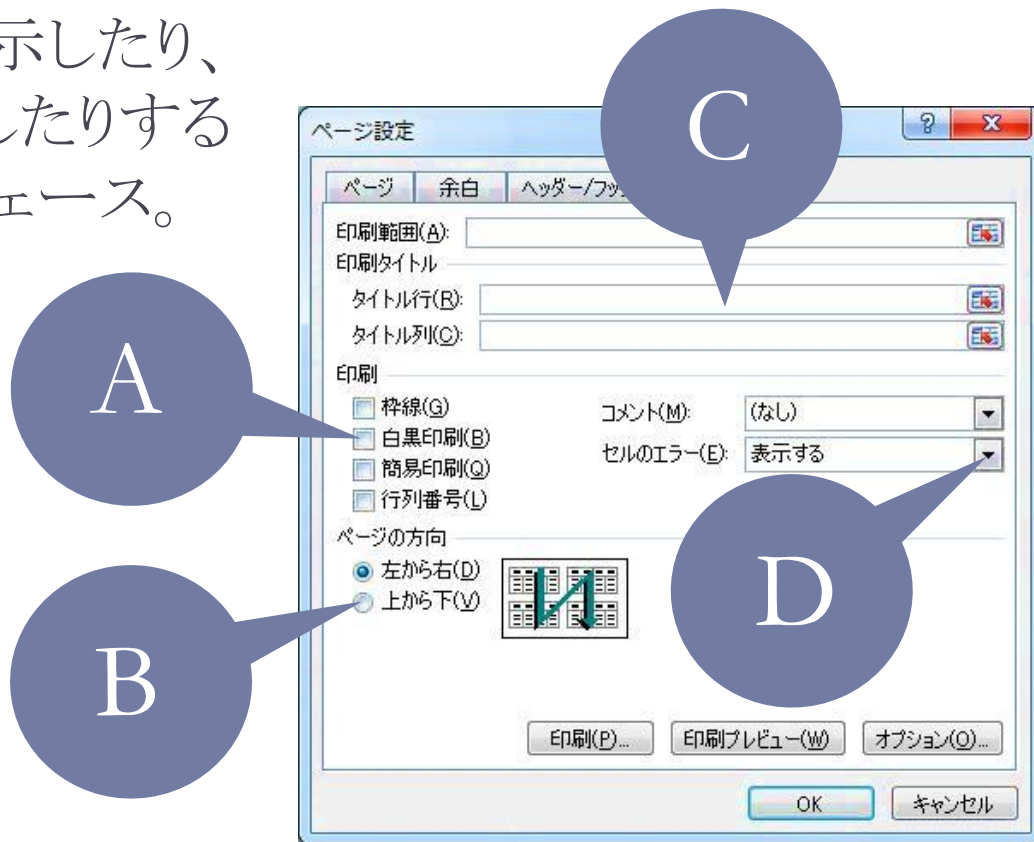 示したり、
したりする
ェース。
A
B
C
D
ページ設定
ページ 余白 ヘッダー/フッ
印刷範囲(A):
印刷タイトル
タイトル行(R):
タイトル列(C):
印刷
枠線(G)
白黒印刷(B)
簡易印刷(Q)
行列番号(L)
コメント(M): (なし)
セルのエラー(E): 表示する
ページの方向
左から右(D)
上から下(V)
印刷(P)... 印刷プレビュー(W) オプション(O)...
OK キャンセル